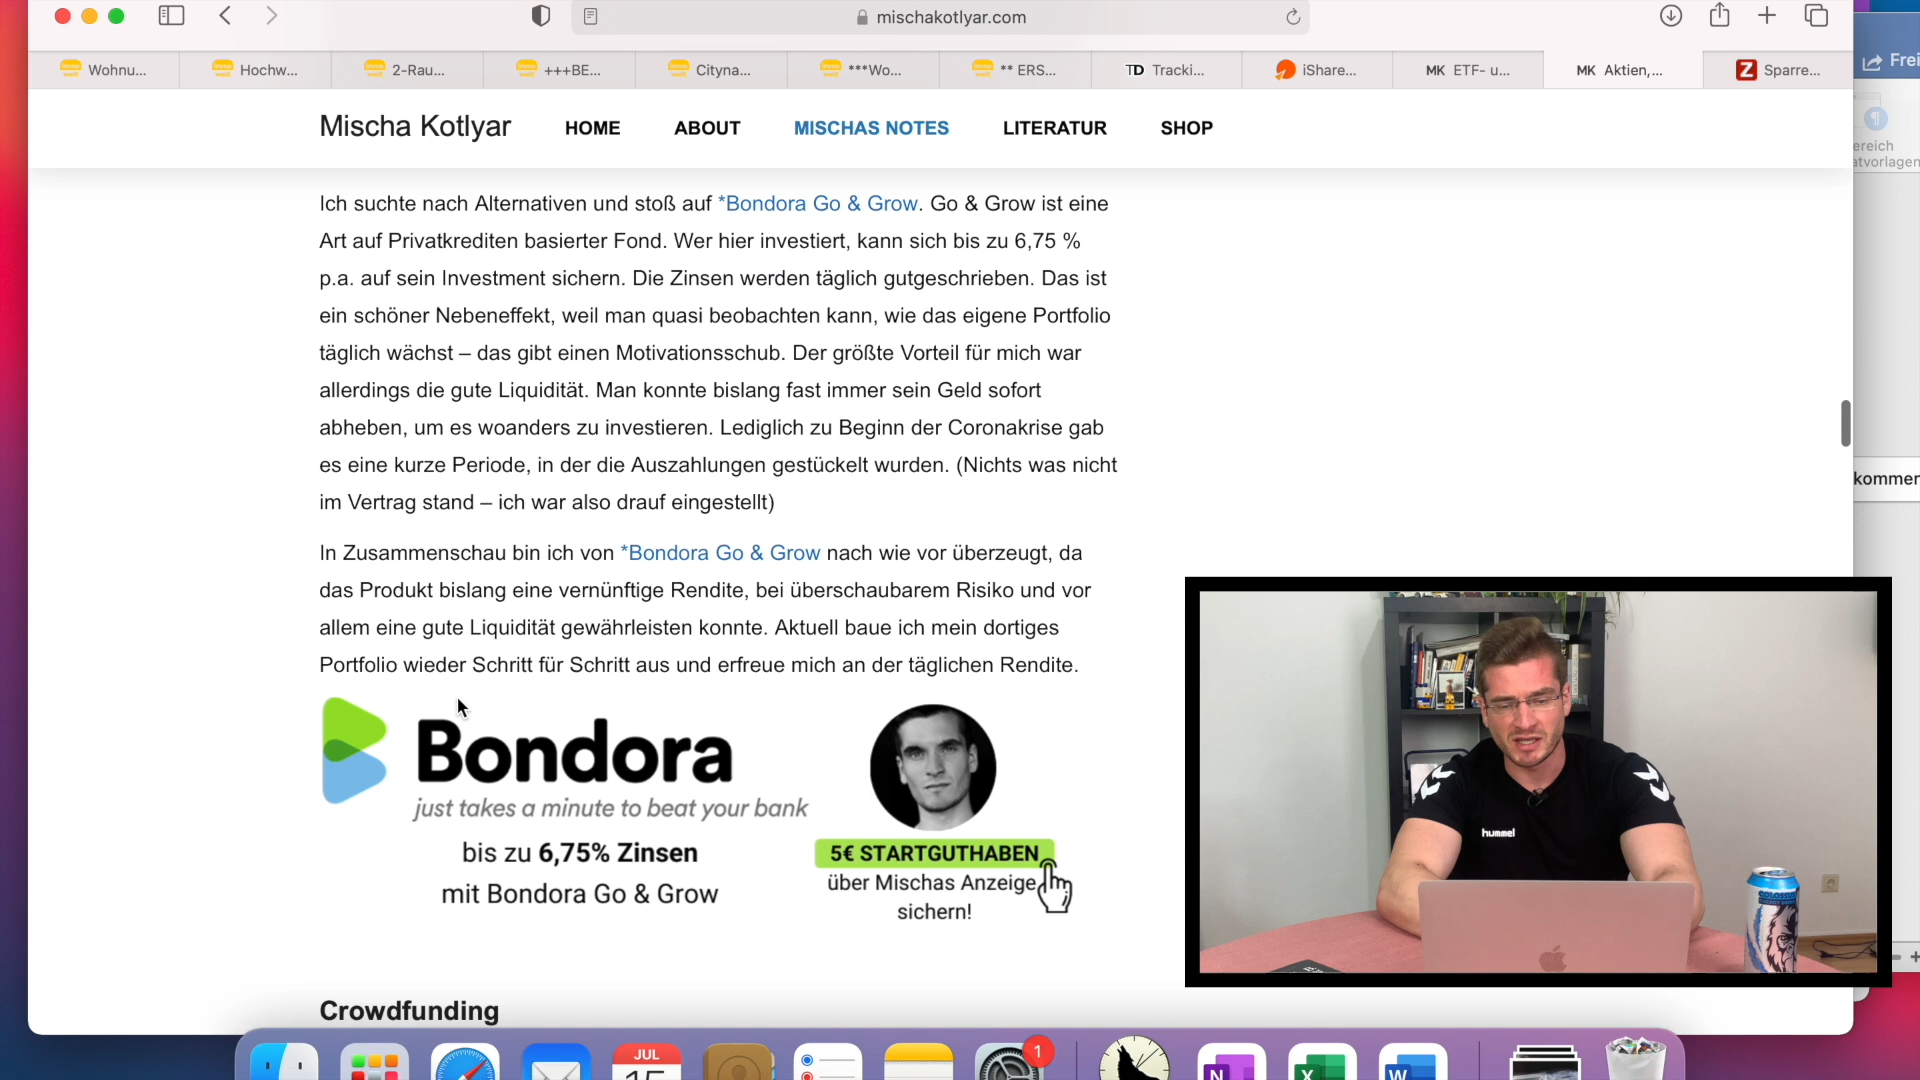 mischakotlyar.com
Wohnu...
Hochw...
2-Rau...
+++BE...
Cityna...
***Wo...
** ERS...
TD Tracki...
iShare...
MK ETF- u...
MK Aktien,...
Z Sparre...
Frei
Mischa Kotlyar
HOME
ABOUT
MISCHAS NOTES
LITERATUR
SHOP
ereich
atvorlagen
Ich suchte nach Alternativen und stoß auf *Bondora Go & Grow. Go & Grow ist eine
Art auf Privatkrediten basierter Fond. Wer hier investiert, kann sich bis zu 6,75 %
p.a. auf sein Investment sichern. Die Zinsen werden täglich gutgeschrieben. Das ist
ein schöner Nebeneffekt, weil man quasi beobachten kann, wie das eigene Portfolio
täglich wächst – das gibt einen Motivationsschub. Der größte Vorteil für mich war
allerdings die gute Liquidität. Man konnte bislang fast immer sein Geld sofort
abheben, um es woanders zu investieren. Lediglich zu Beginn der Coronakrise gab
es eine kurze Periode, in der die Auszahlungen gestückelt wurden. (Nichts was nicht
im Vertrag stand – ich war also drauf eingestellt)
kommen
In Zusammenschau bin ich von *Bondora Go & Grow nach wie vor überzeugt, da
das Produkt bislang eine vernünftige Rendite, bei überschaubarem Risiko und vor
allem eine gute Liquidität gewährleisten konnte. Aktuell baue ich mein dortiges
Portfolio wieder Schritt für Schritt aus und erfreue mich an der täglichen Rendite.
Bondora
just takes a minute to beat your bank
bis zu 6,75% Zinsen
mit Bondora Go & Grow
5€ STARTGUTHABEN
über Mischas Anzeige
sichern!
hummel
COLOSSUS
Crowdfunding
JUL
15
1
N
X
W